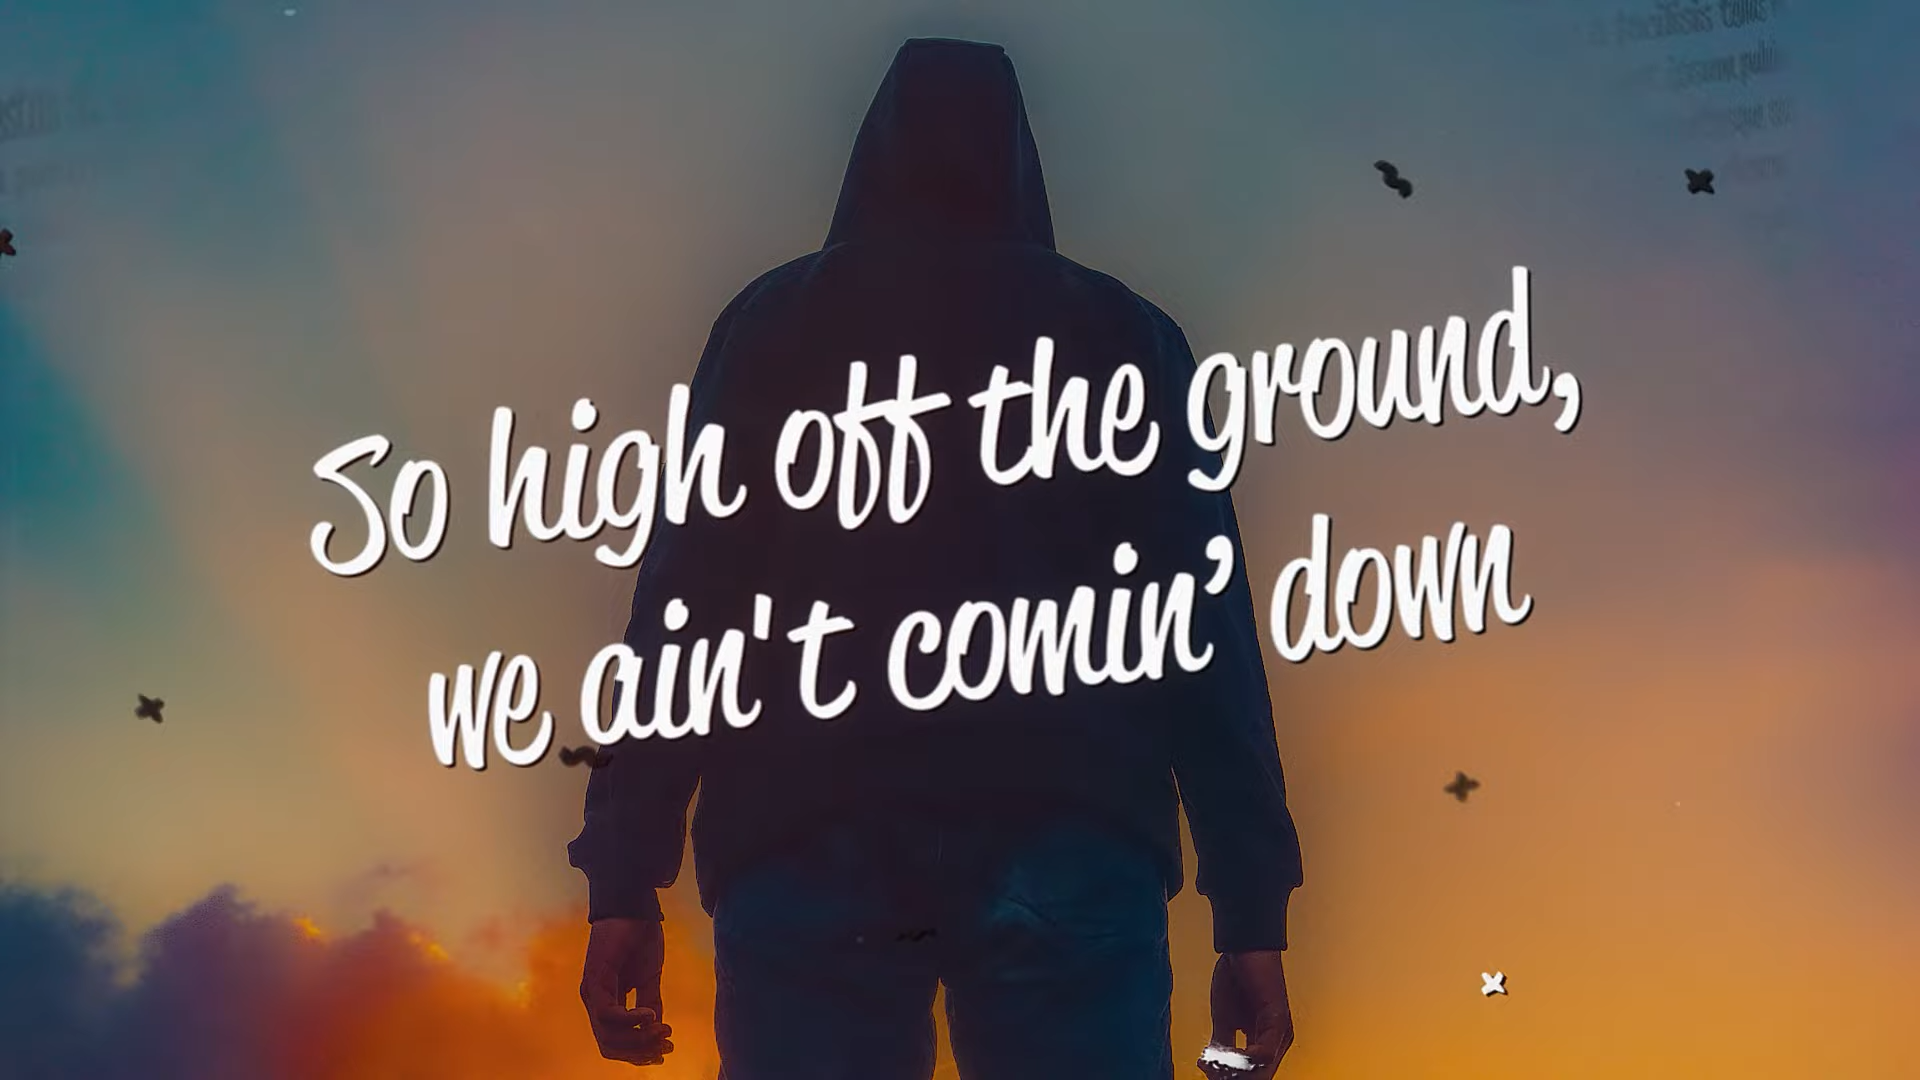 So high off the ground,
we ain't comin’ down